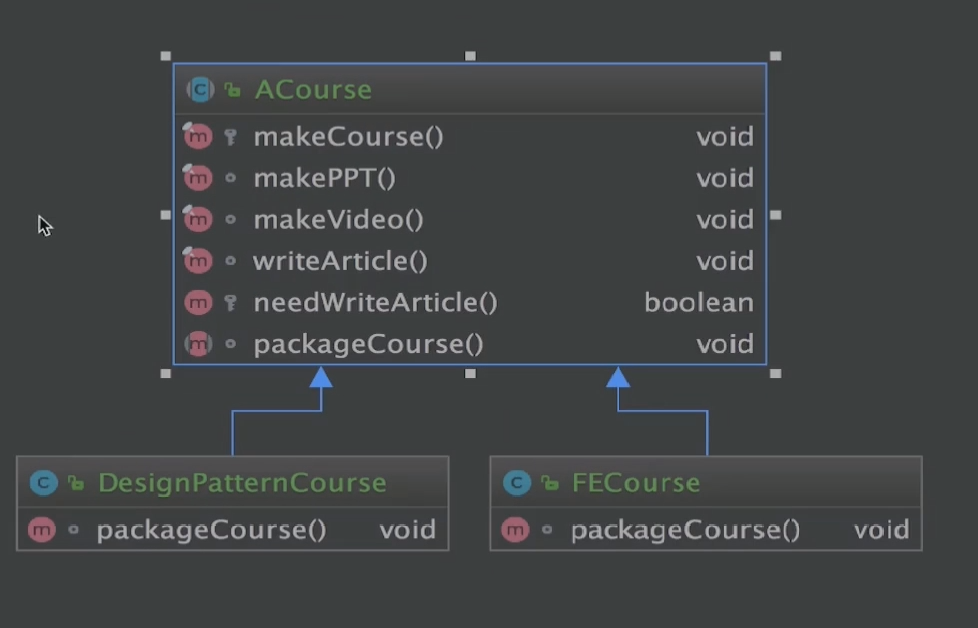 ACourse
makeCourse() void
makePPT() void
makeVideo() void
writeArticle() void
needWriteArticle() boolean
packageCourse() void
DesignPatternCourse
packageCourse() void
FECourse
packageCourse() void